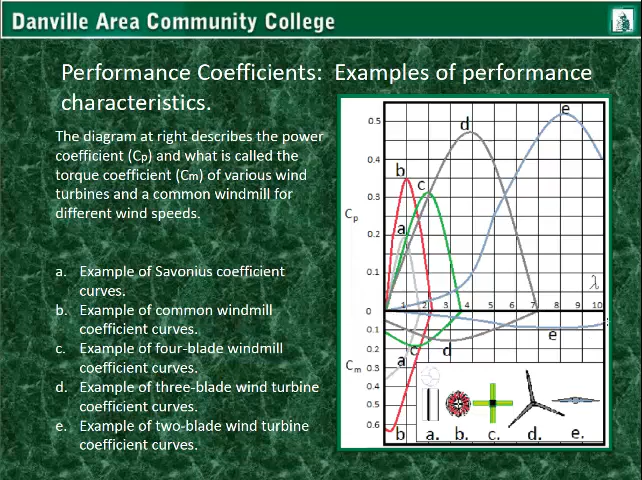 Danville Area Community College
Performance Coefficients:  Examples of performance
characteristics.
The diagram at right describes the power
coefficient (Cp) and what is called the
torque coefficient (Cm) of various wind
turbines and a common windmill for
different wind speeds.
a. Example of Savonius coefficient
curves.
b. Example of common windmill
coefficient curves.
c. Example of four-blade windmill
coefficient curves.
d. Example of three-blade wind turbine
coefficient curves.
e. Example of two-blade wind turbine
coefficient curves.
e
0.5
d
0.4
b
c
0.3
Cp
a
0.2
0.1
λ
0 1 2 3 4 5 6 7 8 9 10
0.1
e
0.2
c d
a
Cm
0.3
0.4
0.5
0.6
b a. b. c. d. e.